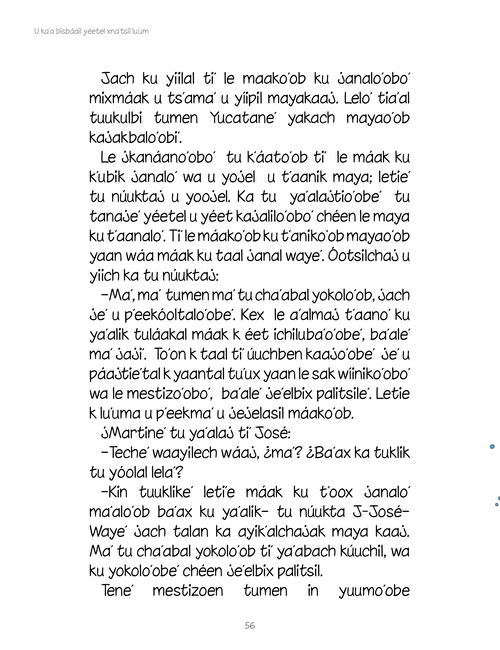 U ka'a bisbáail yéetel xna'tsil lu'um
Jach ku yiilal ti' le maako'ob ku janalo'obo'
mixmáak u ts'ama' u yiipil mayakaaj. Lelo' tia'al
tuukulbi tumen Yucatane' yakach mayao'ob
kajakbalo'obi'.
Le jkanáano'obo' tu k'áato'ob ti' le máak ku
k'ubik janalo' wa u yojel u t'aanik maya; letie'
tu núuktaj u yoojel. Ka tu ya'alajtio'obe' tu
tanaje' yéetel u yéet kajalilo'obo' chéen le maya
ku t'aanalo'. Ti' le máako'ob ku t'aniko'ob mayao'ob
yaan wáa máak ku taal janal waye'. Óotsilchaj u
yiich ka tu núuktaj:
–Ma', ma' tumen ma' tu cha'abal yokolo'ob, jach
je' u p'eekóoltalo'obe'. Kex le a'almaj t'aano' ku
ya'alik tuláakal máak k éet ichiluba'o'obe', ba'ale'
ma' jaji'. To'on k taal ti' úuchben kaajo'obe' je' u
páajtie'tal k yaantal tu'ux yaan le sak wíiniko'obo'
wa le mestizo'obo', ba'ale' je'elbix palitsile'. Letie
k lu'uma u p'eekma' u jejelasil máako'ob.
jMartine' tu ya'alaj ti' José:
–Teche' waayilech wáaj, ¿ma'? ¿Ba'ax ka tuklik
tu yóolal lela'?
–Kin tuuklike' leti'e máak ku t'oox janalo'
ma'alo'ob ba'ax ku ya'alik– tu núukta J-José–
Waye' jach talan ka ayik'alchajak maya kaaj.
Ma' tu cha'abal yokolo'ob ti' ya'abach kúuchil, wa
ku yokolo'obe' chéen je'elbix palitsil.
Tene' mestizoen tumen in yuumo'obe
56